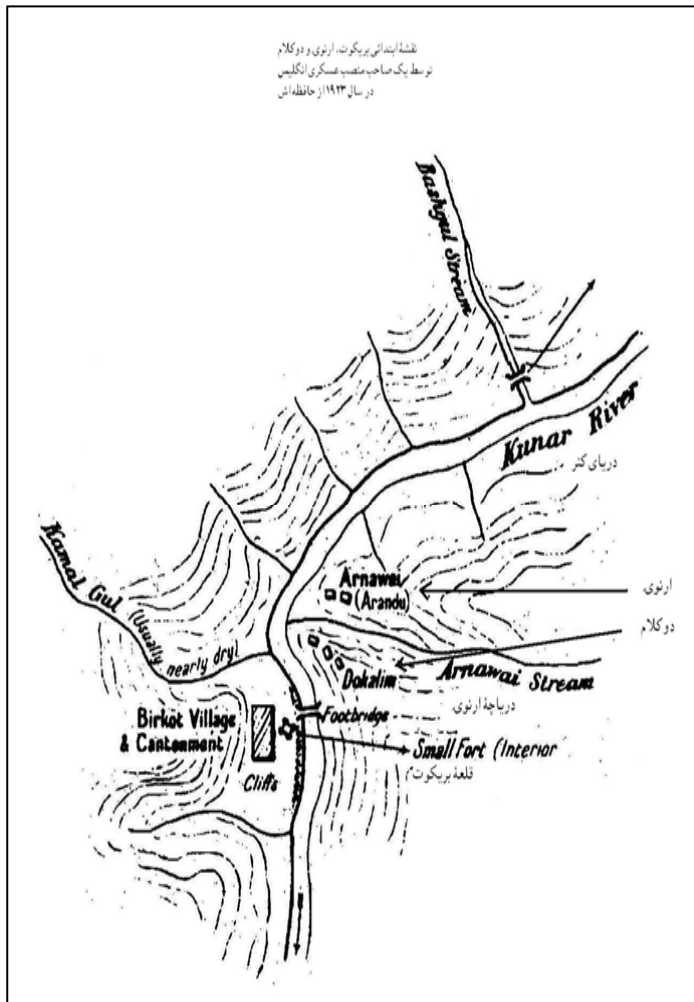 نقشهٔ ابتدائی بریکوت، ارنوی، و دوکلام
توسط یک صاحب منصب عسکری انگلیس
در سال ۱۹۲۳ از حافظه اش
Bashgul Stream
Kunar River
دریای کنر
Kamal Gul (Usually nearly dry)
Arnawai
(Arandu)
ارنوی
دوکلام
Dokalim
Arnawai Stream
دریاچهٔ ارنوی
Footbridge
Birkot Village
& Cantonment
Small Fort (Interior
قلعهٔ بریکوت
Cliffs